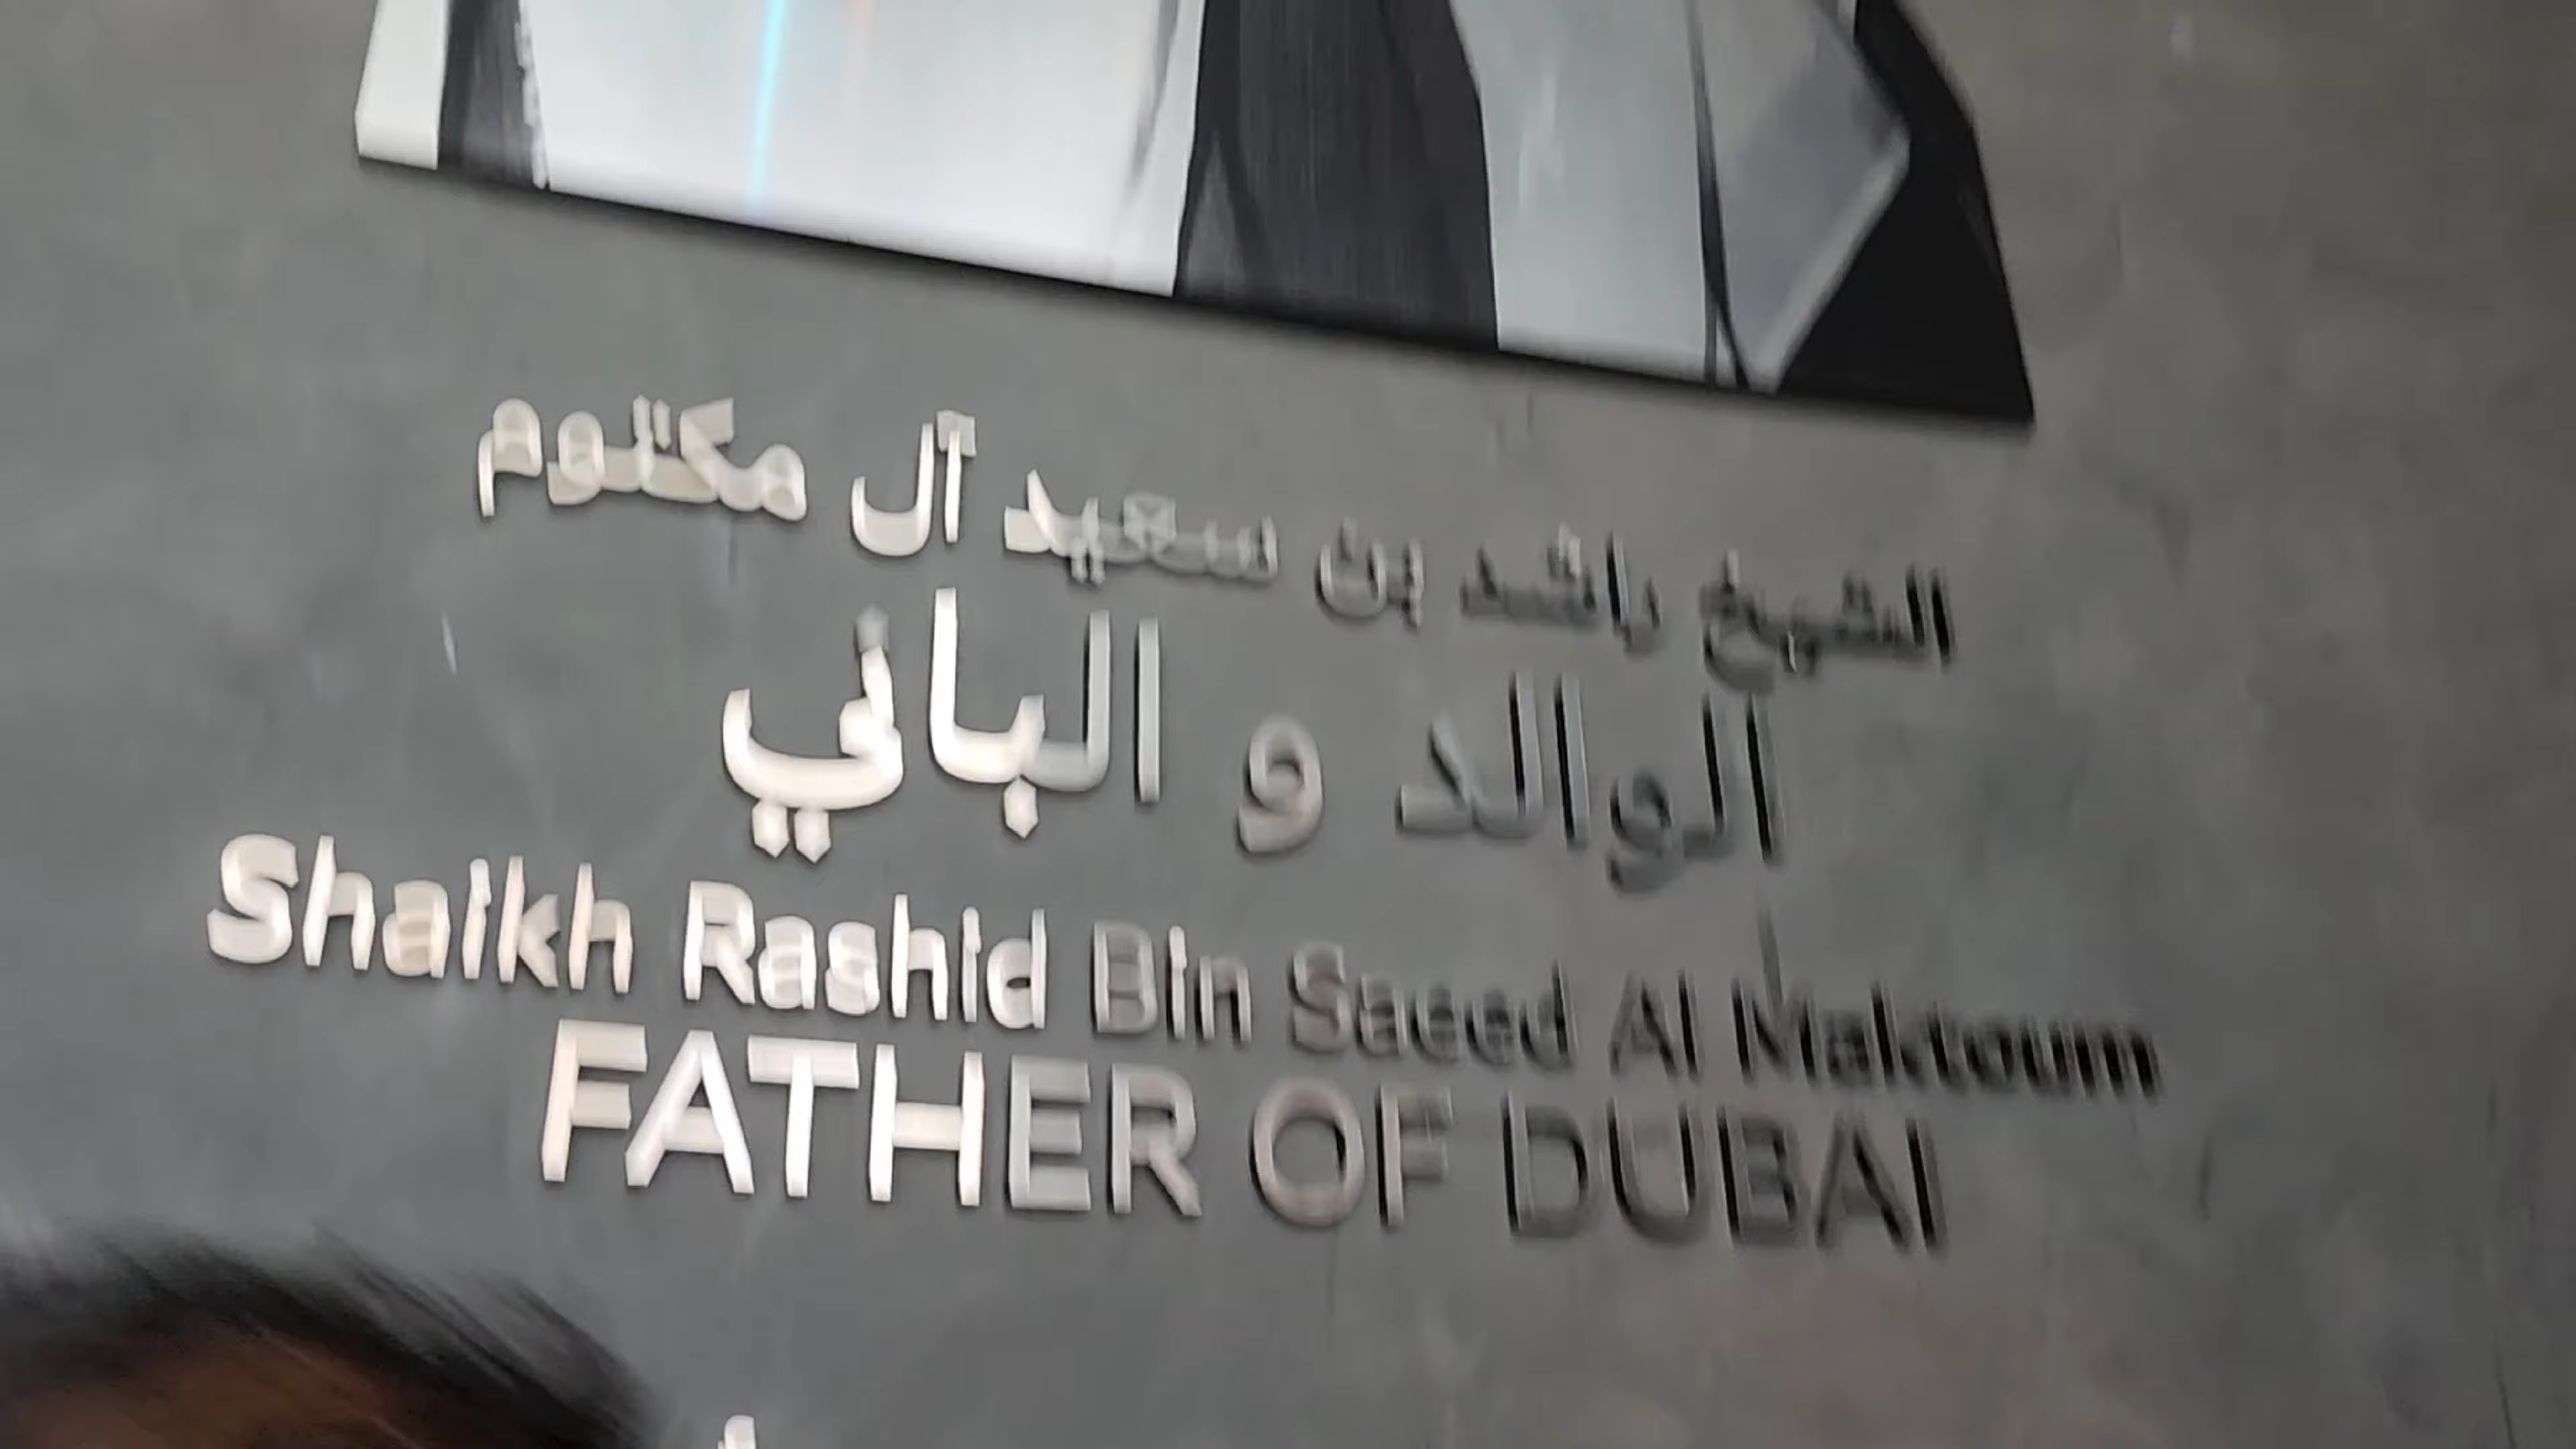 الشيخ راشد بن سعيد آل مكتوم
الوالد و الباني
Shaikh Rashid Bin Saeed Al Maktoum
FATHER OF DUBAI